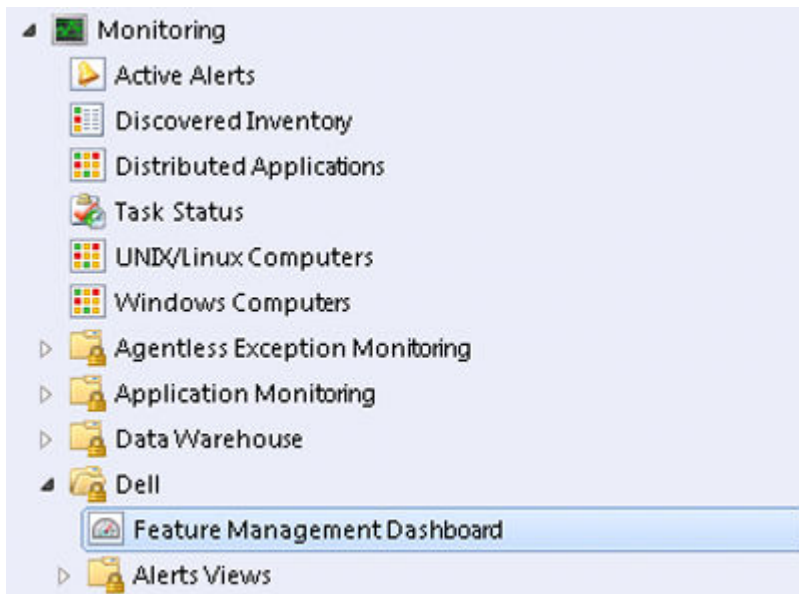 Monitoring
Active Alerts
Discovered Inventory
Distributed Applications
Task Status
UNIX/Linux Computers
Windows Computers
Agentless Exception Monitoring
Application Monitoring
Data Warehouse
Dell
Feature Management Dashboard
Alerts Views